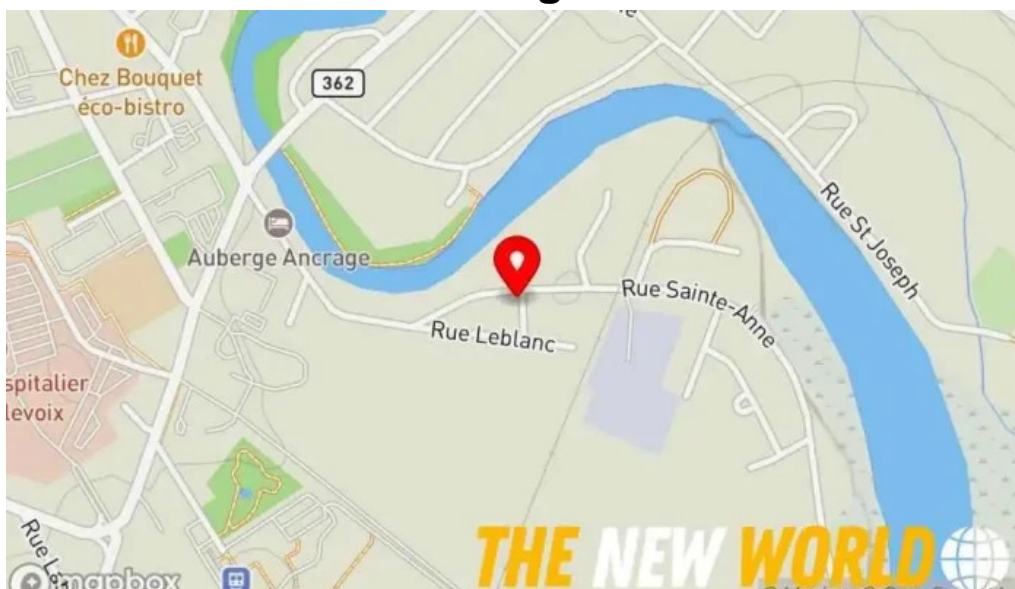 Chez Bouquet
éco-bistro
362
Auberge Ancrage
Rue St Joseph
Rue Sainte-Anne
Rue Leblanc
spitalier
levoix
THE NEW WORLD
mapbox